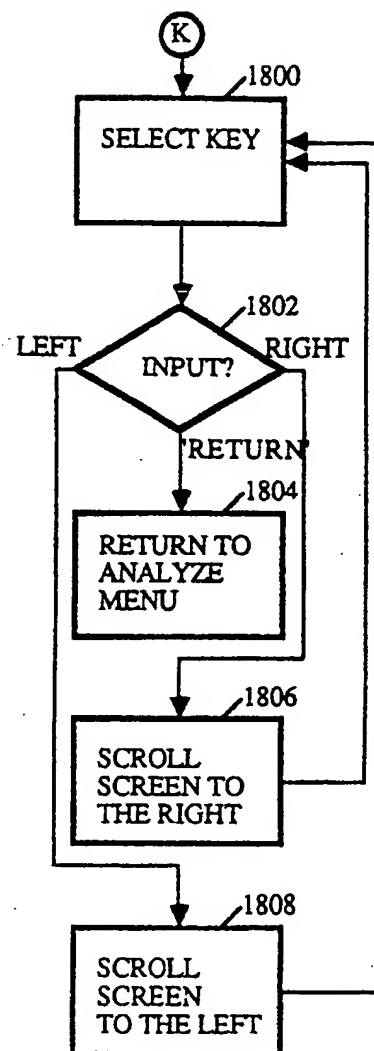 K
1800
SELECT KEY
1802
LEFT
INPUT?
RIGHT
'RETURN'
1804
RETURN TO
ANALYZE
MENU
1806
SCROLL
SCREEN TO
THE RIGHT
1808
SCROLL
SCREEN
TO THE LEFT